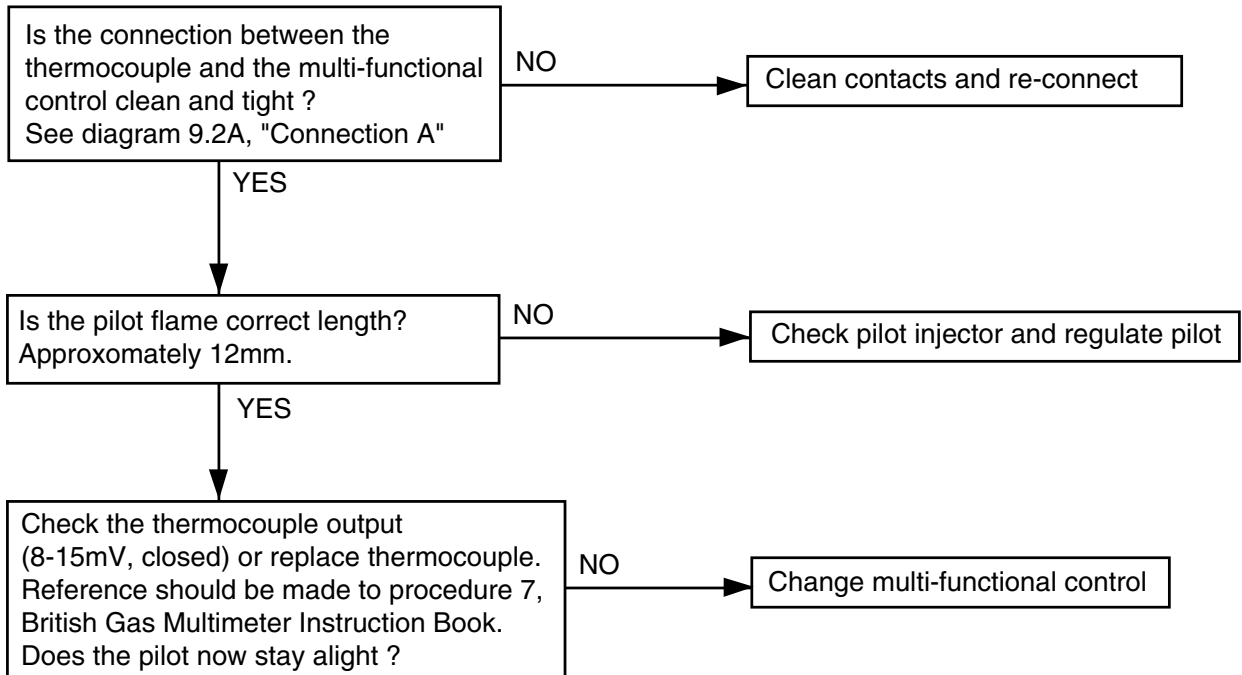 Is the connection between the
thermocouple and the multi-functional
control clean and tight ?
See diagram 9.2A, "Connection A"
NO
Clean contacts and re-connect
YES
Is the pilot flame correct length?
Approxomately 12mm.
NO
Check pilot injector and regulate pilot
YES
Check the thermocouple output
(8-15mV, closed) or replace thermocouple.
Reference should be made to procedure 7,
British Gas Multimeter Instruction Book.
Does the pilot now stay alight ?
NO
Change multi-functional control